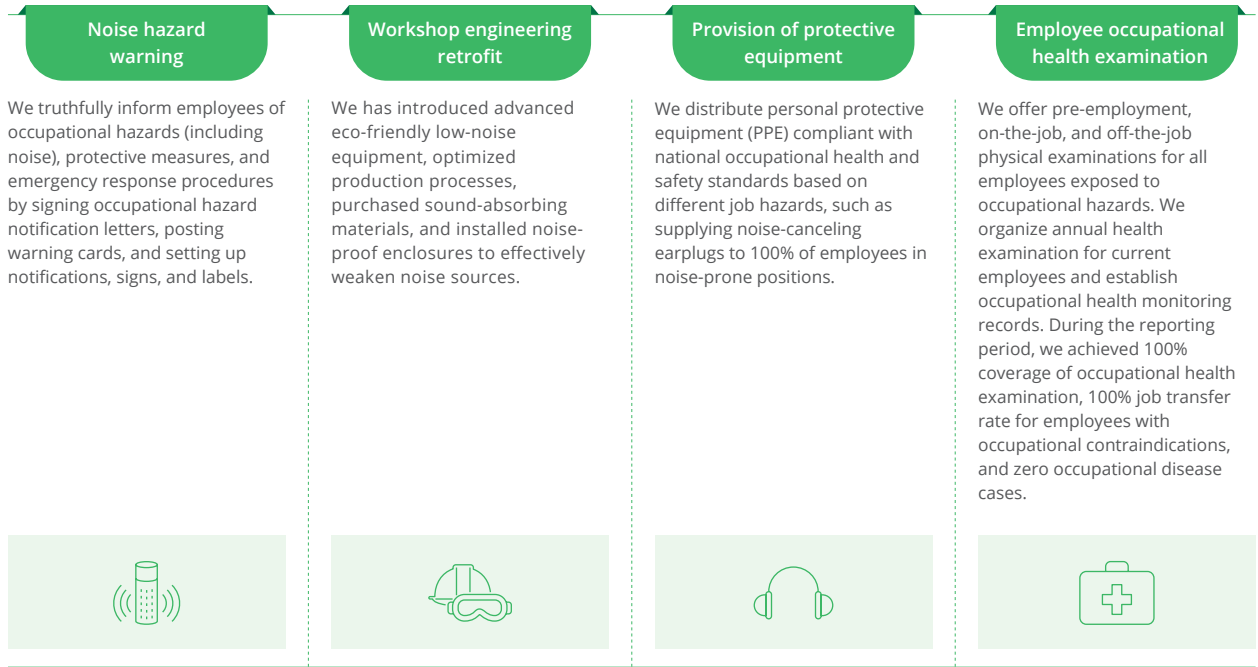 Noise hazard
warning
We truthfully inform employees of
occupational hazards (including
noise), protective measures, and
emergency response procedures
by signing occupational hazard
notification letters, posting
warning cards, and setting up
notifications, signs, and labels.
Workshop engineering
retrofit
We has introduced advanced
eco-friendly low-noise
equipment, optimized
production processes,
purchased sound-absorbing
materials, and installed noise-
proof enclosures to effectively
weaken noise sources.
Provision of protective
equipment
We distribute personal protective
equipment (PPE) compliant with
national occupational health and
safety standards based on
different job hazards, such as
supplying noise-canceling
earplugs to 100% of employees in
noise-prone positions.
Employee occupational
health examination
We offer pre-employment,
on-the-job, and off-the-job
physical examinations for all
employees exposed to
occupational hazards. We
organize annual health
examination for current
employees and establish
occupational health monitoring
records. During the reporting
period, we achieved 100%
coverage of occupational health
examination, 100% job transfer
rate for employees with
occupational contraindications,
and zero occupational disease
cases.